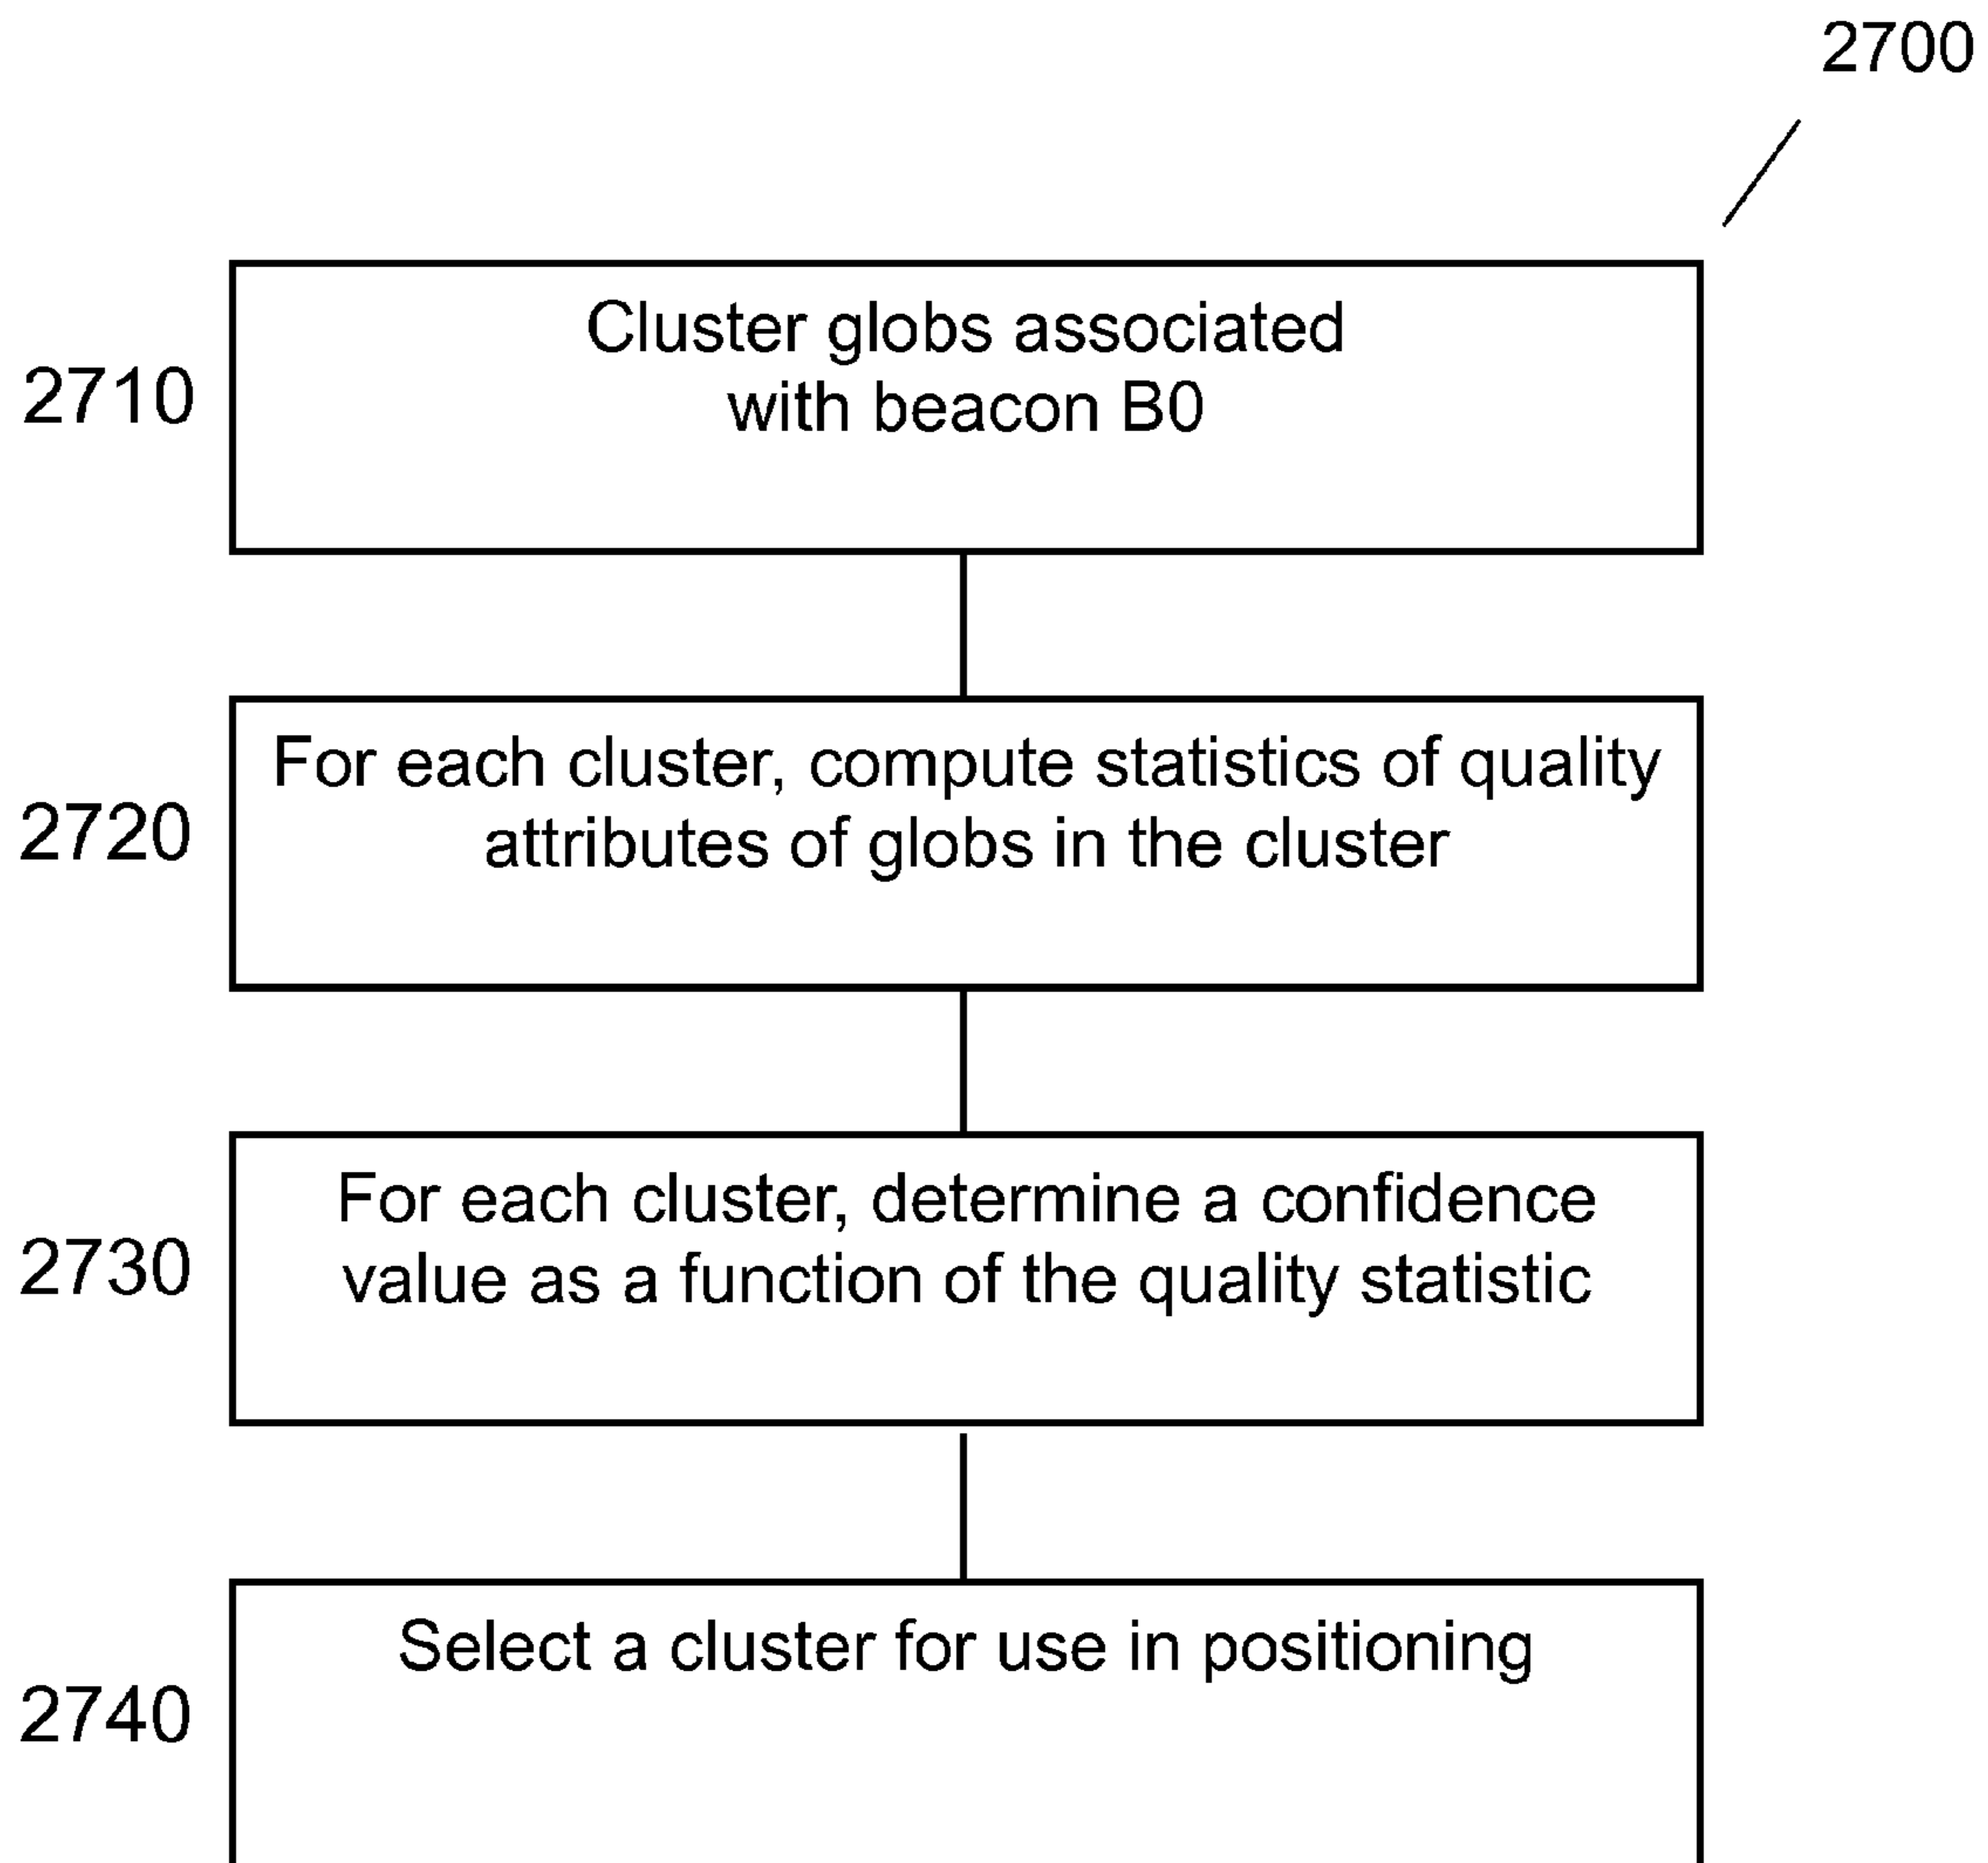 2700
2710
Cluster globs associated
with beacon B0
2720
For each cluster, compute statistics of quality
attributes of globs in the cluster
2730
For each cluster, determine a confidence
value as a function of the quality statistic
2740
Select a cluster for use in positioning